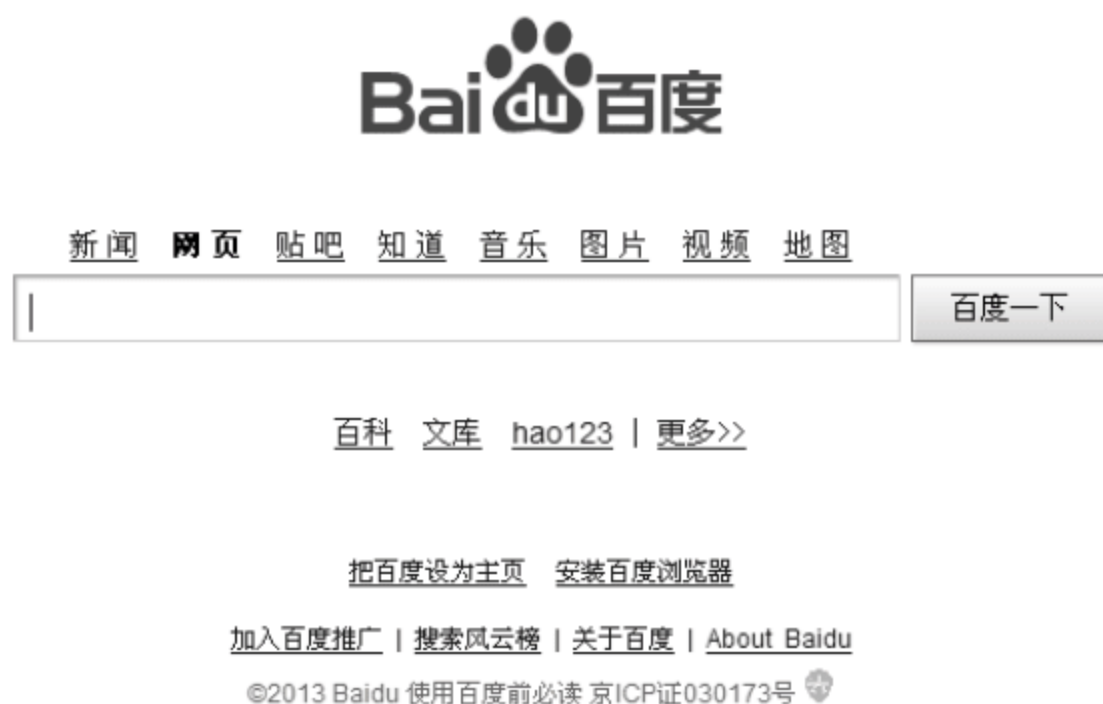 Baidu百度
新闻 网页 贴吧 知道 音乐 图片 视频 地图
百度一下
百科 文库 hao123 | 更多>>
把百度设为主页 安装百度浏览器
加入百度推广 | 搜索风云榜 | 关于百度 | About Baidu
©2013 Baidu 使用百度前必读 京ICP证030173号